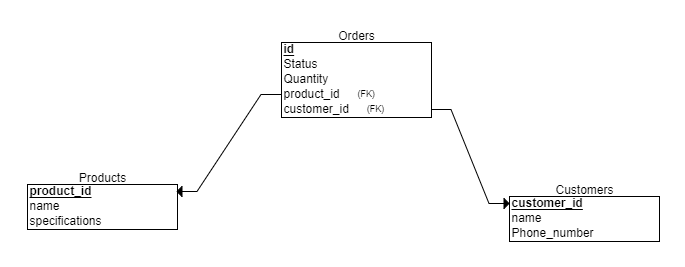 Orders
id
Status
Quantity
product_id (FK)
customer_id (FK)
Products
product_id
name
specifications
Customers
customer_id
name
Phone_number